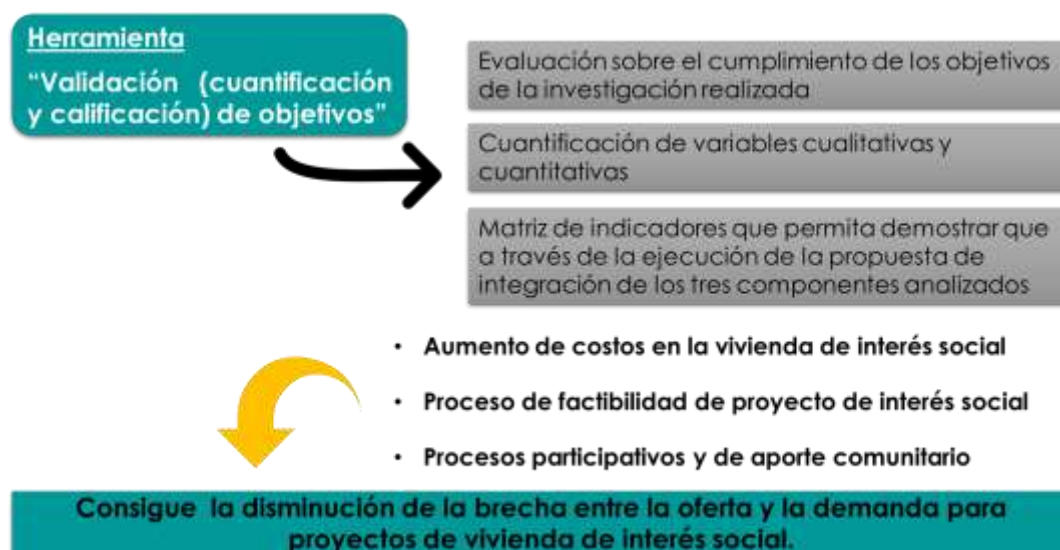 Herramienta
"Validación (cuantificación
y calificación) de objetivos"
Evaluación sobre el cumplimiento de los objetivos
de la investigación realizada
Cuantificación de variables cualitativas y
cuantitativas
Matriz de indicadores que permita demostrar que
a través de la ejecución de la propuesta de
integración de los tres componentes analizados
• Aumento de costos en la vivienda de interés social
• Proceso de factibilidad de proyecto de interés social
• Procesos participativos y de aporte comunitario
Consigue la disminución de la brecha entre la oferta y la demanda para
proyectos de vivienda de interés social.